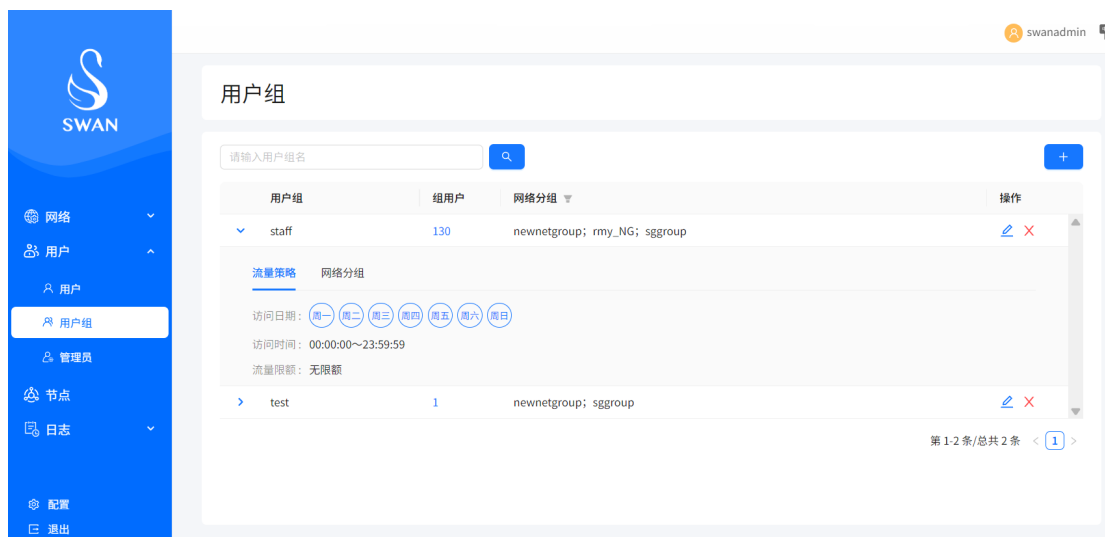 swanadmin
SWAN
用户组
请输入用户组名
用户组 组用户 网络分组 操作
staff 130 newnetgroup; rmy_NG; sggroup
流量策略 网络分组
访问日期: 周一 周二 周三 周四 周五 周六 周日
访问时间: 00:00:00～23:59:59
流量限额: 无限额
test 1 newnetgroup; sggroup
第 1-2 条/总共 2 条 < 1 >
网络
用户
用户
用户组
管理员
节点
日志
配置
退出